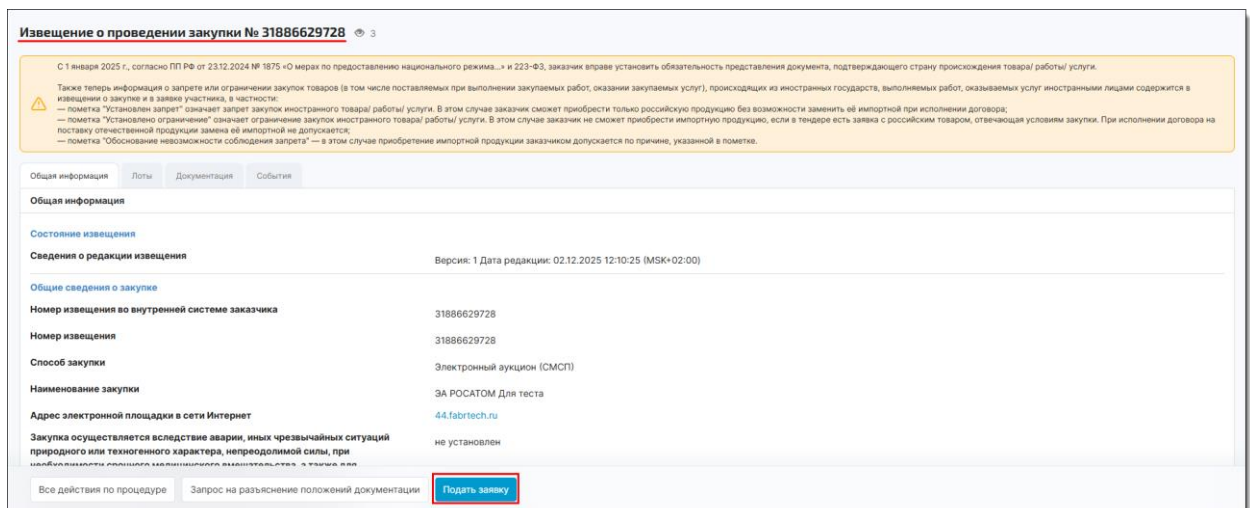 Извещение о проведении закупки № 31886629728 3
С 1 января 2025 г., согласно ПП РФ от 23.12.2024 № 1875 «О мерах по предоставлению национального режима...» и 223-ФЗ, заказчик вправе установить обязательность представления документа, подтверждающего страну происхождения товара/ работы/ услуги.
Также теперь информация о запрете или ограничении закупок товаров (в том числе поставляемых при выполнении закупаемых работ, оказании закупаемых услуг), происходящих из иностранных государств, выполняемых работ, оказываемых услуг иностранными лицами содержится в
извещении о закупке и в заявке участника, в частности:
— пометка "Установлен запрет" означает запрет закупок иностранного товара/ работы/ услуги. В этом случае заказчик сможет приобрести только российскую продукцию без возможности заменить её импортной при исполнении договора;
— пометка "Установлено ограничение" означает ограничение закупок иностранного товара/ работы/ услуги. В этом случае заказчик не сможет приобрести импортную продукцию, если в тендере есть заявка с российским товаром, отвечающая условиям закупки. При исполнении договора на
поставку отечественной продукции замена её импортной не допускается;
— пометка "Обоснование невозможности соблюдения запрета" — в этом случае приобретение импортной продукции заказчиком допускается по причине, указанной в пометке.
Общая информация Лоты Документация События
Общая информация
Состояние извещения
Сведения о редакции извещения Версия: 1 Дата редакции: 02.12.2025 12:10:25 (MSK+02:00)
Общие сведения о закупке
Номер извещения во внутренней системе заказчика 31886629728
Номер извещения 31886629728
Способ закупки Электронный аукцион (СМСП)
Наименование закупки ЭА РОСАТОМ Для теста
Адрес электронной площадки в сети Интернет 44.fabrtech.ru
Закупка осуществляется вследствие аварии, иных чрезвычайных ситуаций не установлен
природного или техногенного характера, непреодолимой силы, при
необходимости срочного медицинского вмешательства, а также для
Все действия по процедуре Запрос на разъяснение положений документации Подать заявку